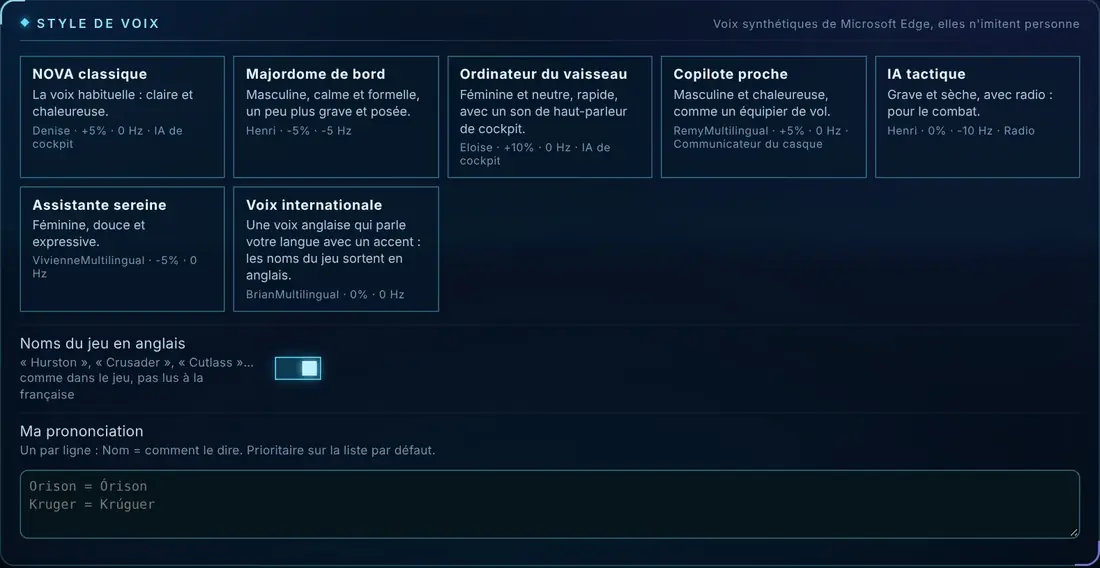 STYLE DE VOIX
Voix synthétiques de Microsoft Edge, elles n'imitent personne
NOVA classique
La voix habituelle : claire et
chaleureuse.
Denise · +5% · 0 Hz · IA de
cockpit
Majordome de bord
Masculine, calme et formelle,
un peu plus grave et posée.
Henri · -5% · -5 Hz
Ordinateur du vaisseau
Féminine et neutre, rapide,
avec un son de haut-parleur
de cockpit.
Eloise · +10% · 0 Hz · IA de
cockpit
Copilote proche
Masculine et chaleureuse,
comme un équipier de vol.
RemyMultilingual · +5% · 0 Hz ·
Communicateur du casque
IA tactique
Grave et sèche, avec radio :
pour le combat.
Henri · 0% · -10 Hz · Radio
Assistante sereine
Féminine, douce et
expressive.
VivienneMultilingual · -5% · 0
Hz
Voix internationale
Une voix anglaise qui parle
votre langue avec un accent :
les noms du jeu sortent en
anglais.
BrianMultilingual · 0% · 0 Hz
Noms du jeu en anglais
« Hurston », « Crusader », « Cutlass »...
comme dans le jeu, pas lus à la
française
Ma prononciation
Un par ligne : Nom = comment le dire. Prioritaire sur la liste par défaut.
Orison = Órison
Kruger = Krúguer